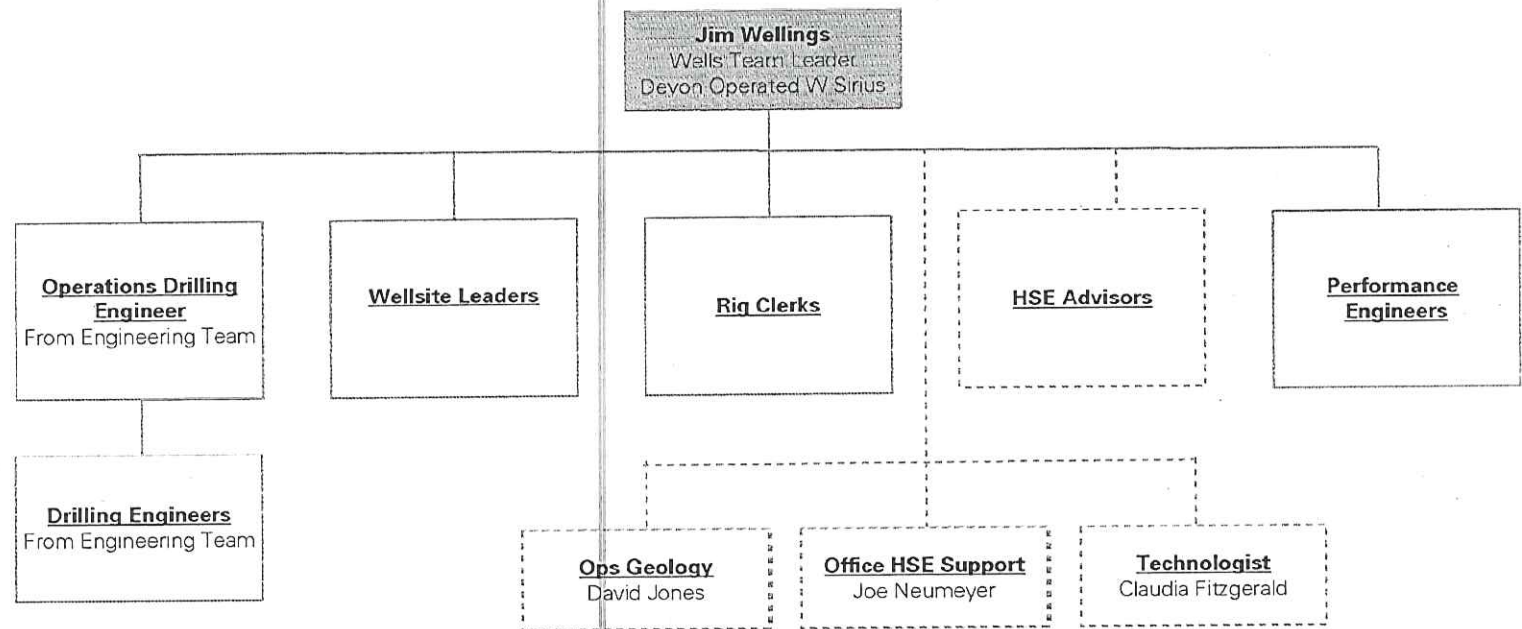 Jim Wellings
Wells Team Leader
Devon Operated W Sirius
Operations Drilling
Engineer
From Engineering Team
Wellsite Leaders
Rig Clerks
HSE Advisors
Performance
Engineers
Drilling Engineers
From Engineering Team
Ops Geology
David Jones
Office HSE Support
Joe Neumeyer
Technologist
Claudia Fitzgerald